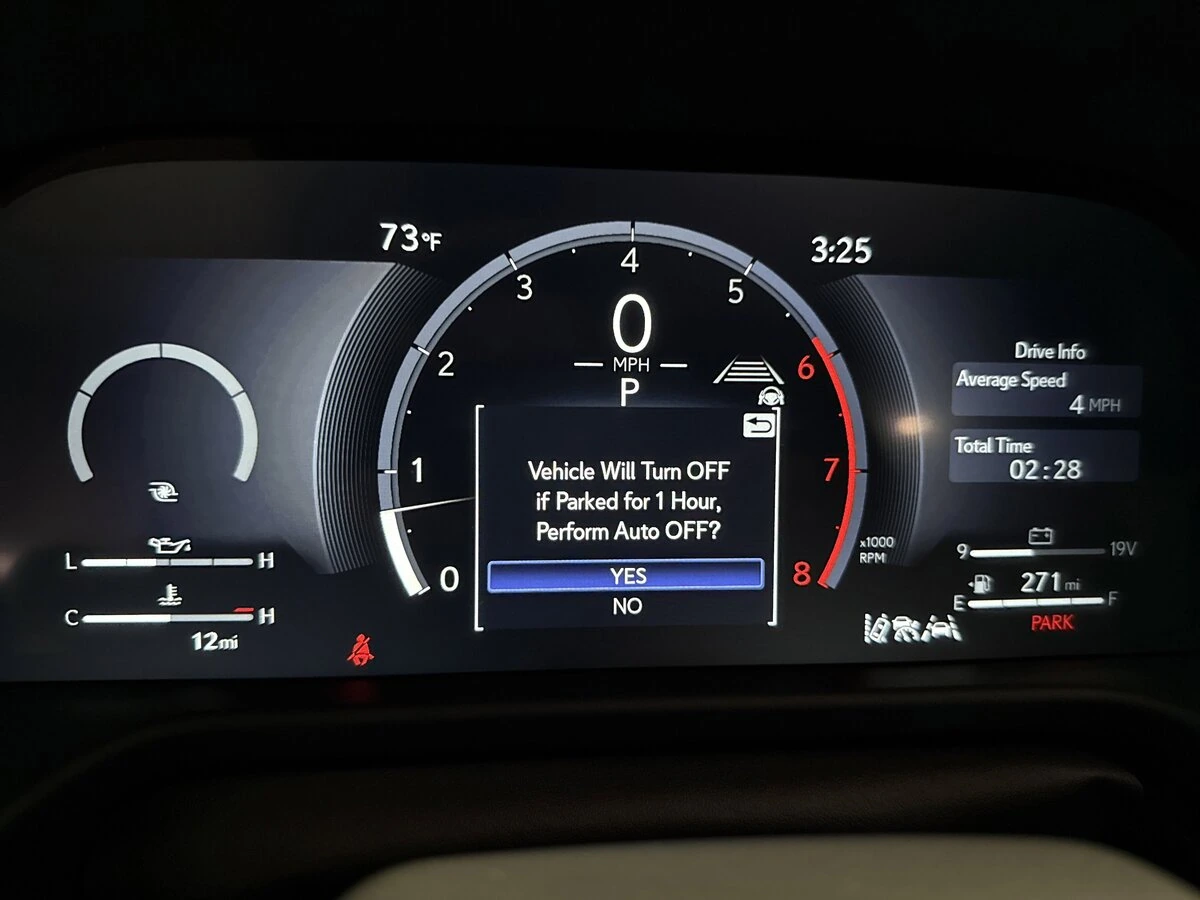 73°F
3:25
4
3
5
0
MPH
P
2
6
1
7
0
8
x1000
RPM
Vehicle Will Turn OFF
if Parked for 1 Hour,
Perform Auto OFF?
YES
NO
L
H
C
H
12mi
Drive Info
Average Speed
4 MPH
Total Time
02:28
9
19V
271mi
E
F
PARK